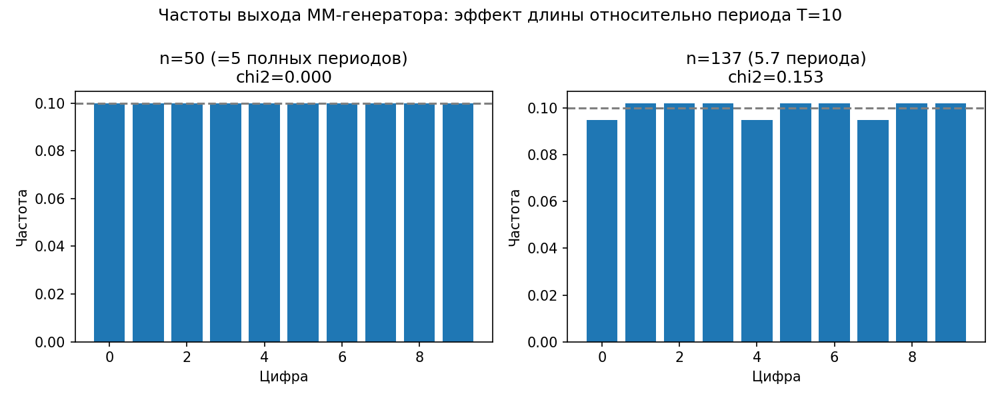 Частоты выхода ММ-генератора: эффект длины относительно периода T=10
n=50 (=5 полных периодов)
chi2=0.000
0.10
0.08
0.06
0.04
0.02
0.00
Частота
0 2 4 6 8
Цифра
n=137 (5.7 периода)
chi2=0.153
0.10
0.08
0.06
0.04
0.02
0.00
Частота
0 2 4 6 8
Цифра